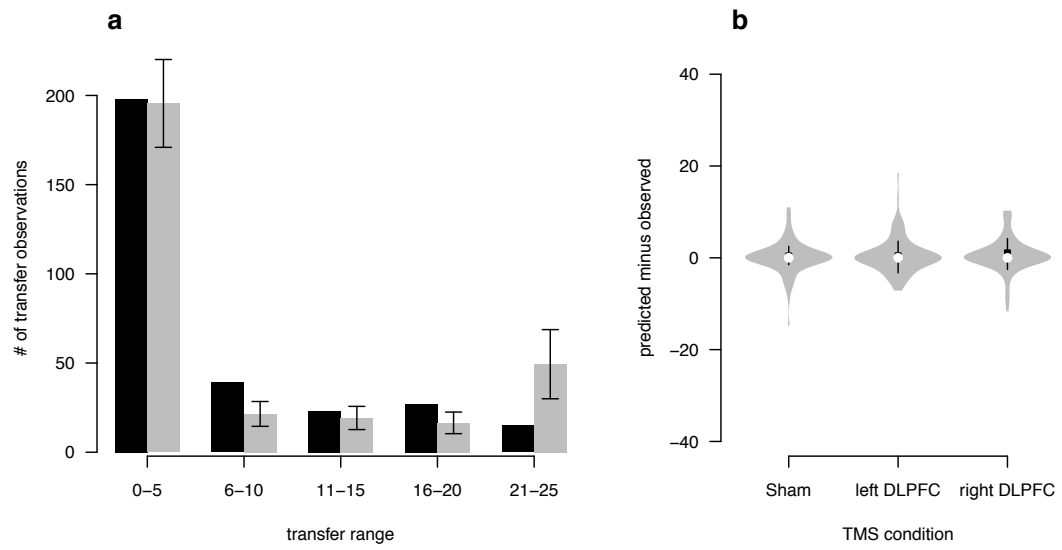 a
# of transfer observations
200
150
100
50
0
0−5
6−10
11−15
16−20
21−25
transfer range
b
predicted minus observed
40
20
0
−20
−40
Sham
left DLPFC
right DLPFC
TMS condition